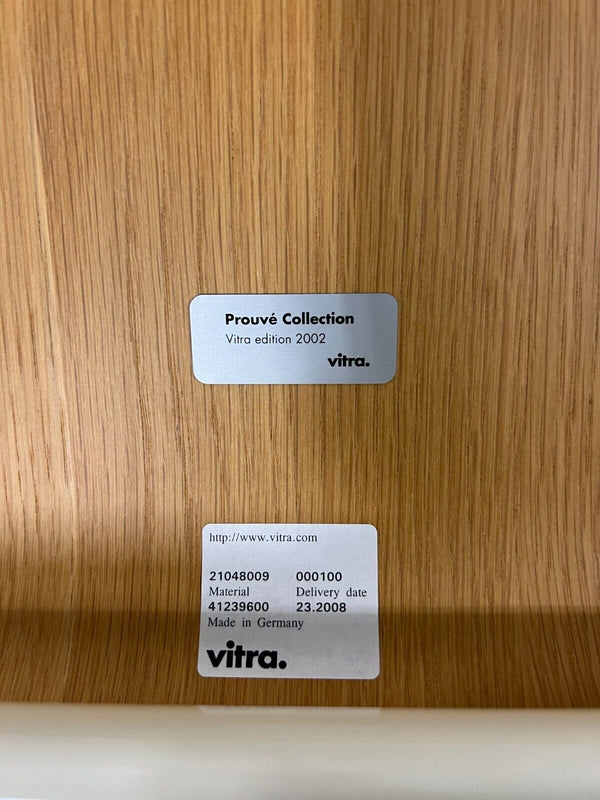 Prouvé Collection
Vitra edition 2002
vitra.
http://www.vitra.com
21048009 000100
Material Delivery date
41239600 23.2008
Made in Germany
vitra.